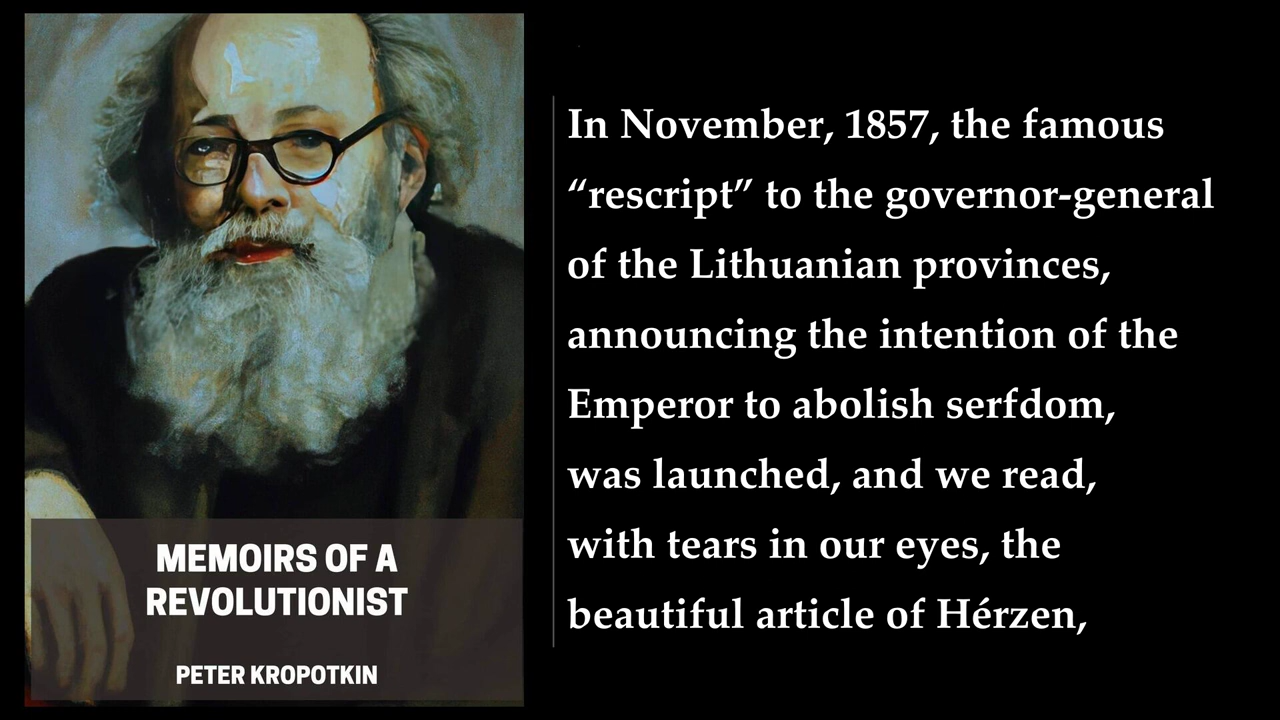 MEMOIRS OF A
REVOLUTIONIST
PETER KROPOTKIN
In November, 1857, the famous
“rescript” to the governor-general
of the Lithuanian provinces,
announcing the intention of the
Emperor to abolish serfdom,
was launched, and we read,
with tears in our eyes, the
beautiful article of Hérzen,